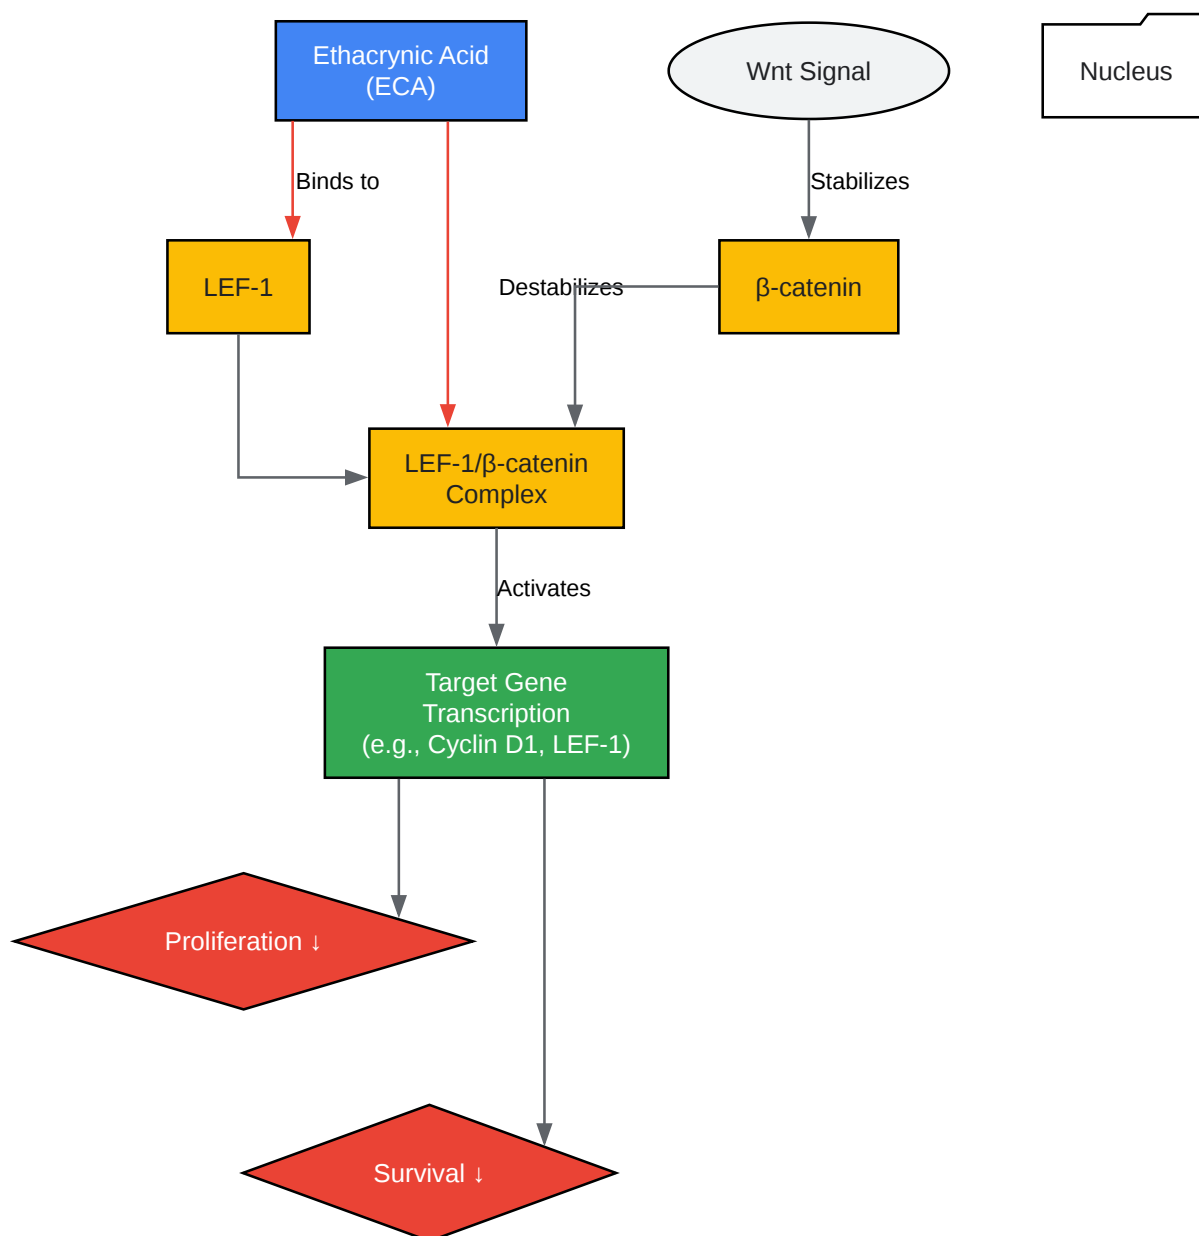 Ethacrynic Acid
(ECA)
Wnt Signal
Nucleus
Binds to
Stabilizes
LEF-1
Destabilizes
β-catenin
LEF-1/β-catenin
Complex
Activates
Target Gene
Transcription
(e.g., Cyclin D1, LEF-1)
Proliferation ↓
Survival ↓